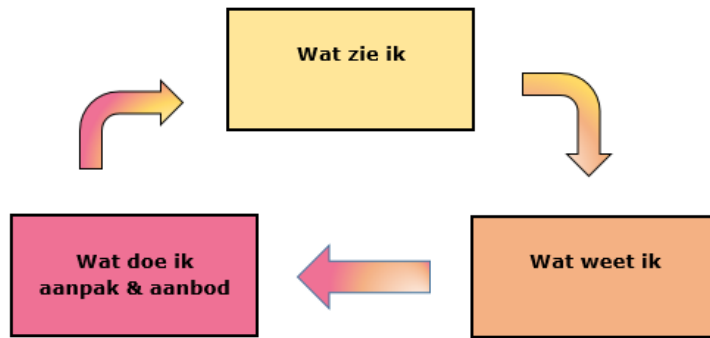 Wat zie ik
Wat weet ik
Wat doe ik
aanpak & aanbod